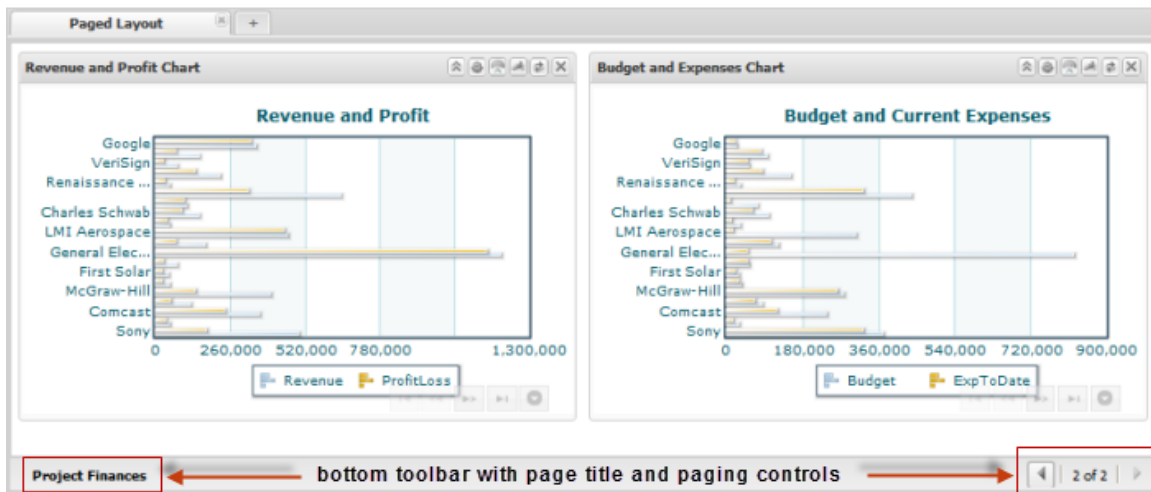 Paged Layout +
Revenue and Profit Chart
Revenue and Profit
Google
VeriSign
Renaissance ...
Charles Schwab
LMI Aerospace
General Elec...
First Solar
McGraw-Hill
Comcast
Sony
0 260,000 520,000 780,000 1,300,000
Revenue ProfitLoss
Budget and Expenses Chart
Budget and Current Expenses
Google
VeriSign
Renaissance ...
Charles Schwab
LMI Aerospace
General Elec...
First Solar
McGraw-Hill
Comcast
Sony
0 180,000 360,000 540,000 720,000 900,000
Budget ExpToDate
Project Finances bottom toolbar with page title and paging controls 2 of 2